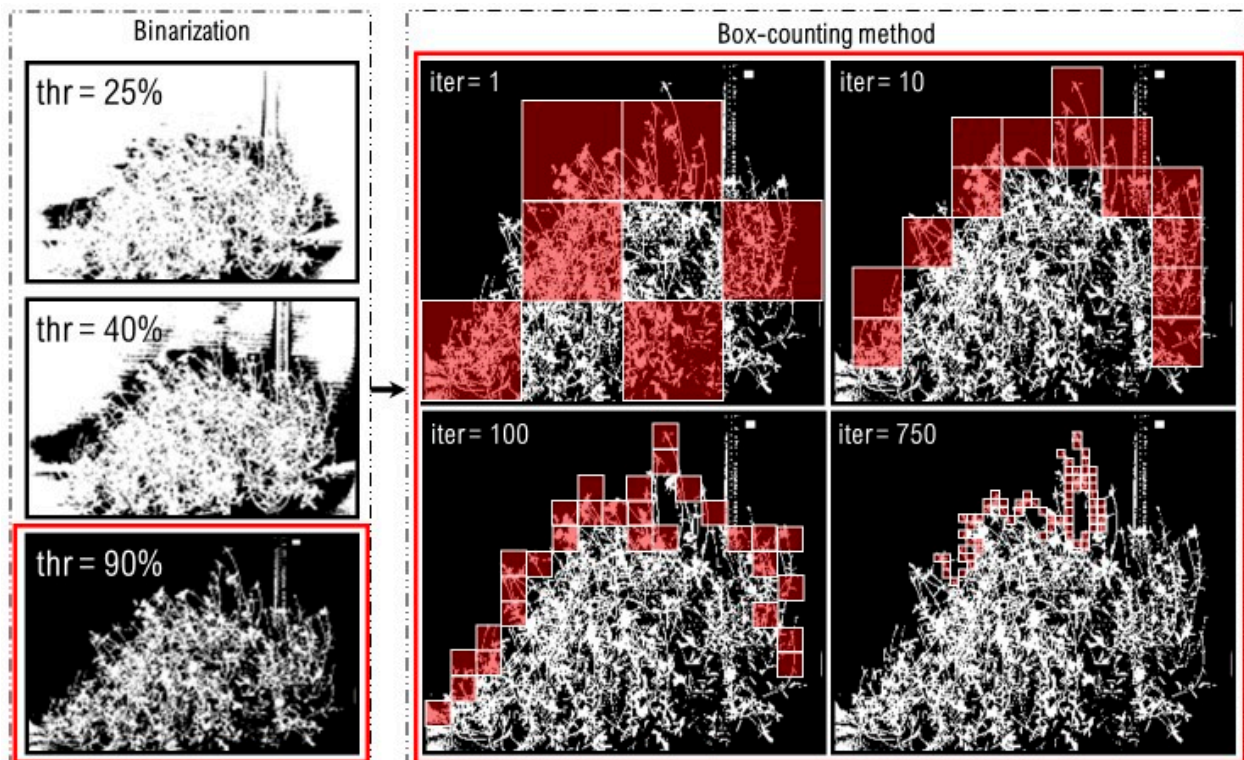 Binarization
thr = 25%
thr = 40%
thr = 90%
Box-counting method
iter = 1
iter = 10
iter = 100
iter = 750